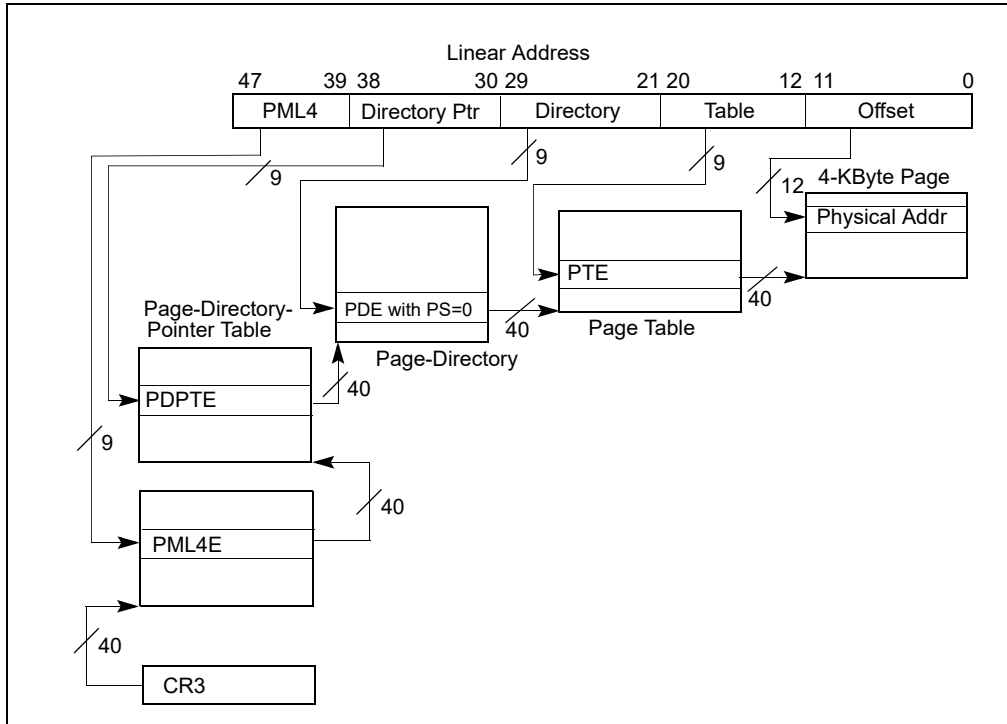 Linear Address
47 39 38 30 29 21 20 12 11 0
PML4 Directory Ptr Directory Table Offset
9 9 9 12 4-KByte Page
Physical Addr
PTE
40
PDE with PS=0
40
Page Table
Page-Directory-
Pointer Table
Page-Directory
40
PDPTE
9
40
PML4E
40
CR3